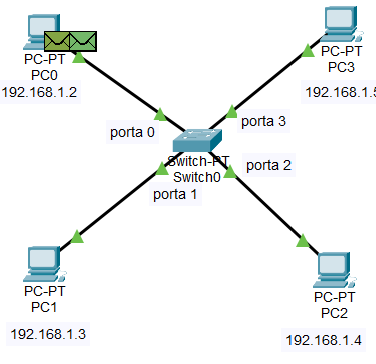 PC-PT
PC0
192.168.1.2
PC-PT
PC3
192.168.1.5
porta 0
porta 3
Switch-PT
Switch0
porta 2
porta 1
PC-PT
PC1
192.168.1.3
PC-PT
PC2
192.168.1.4